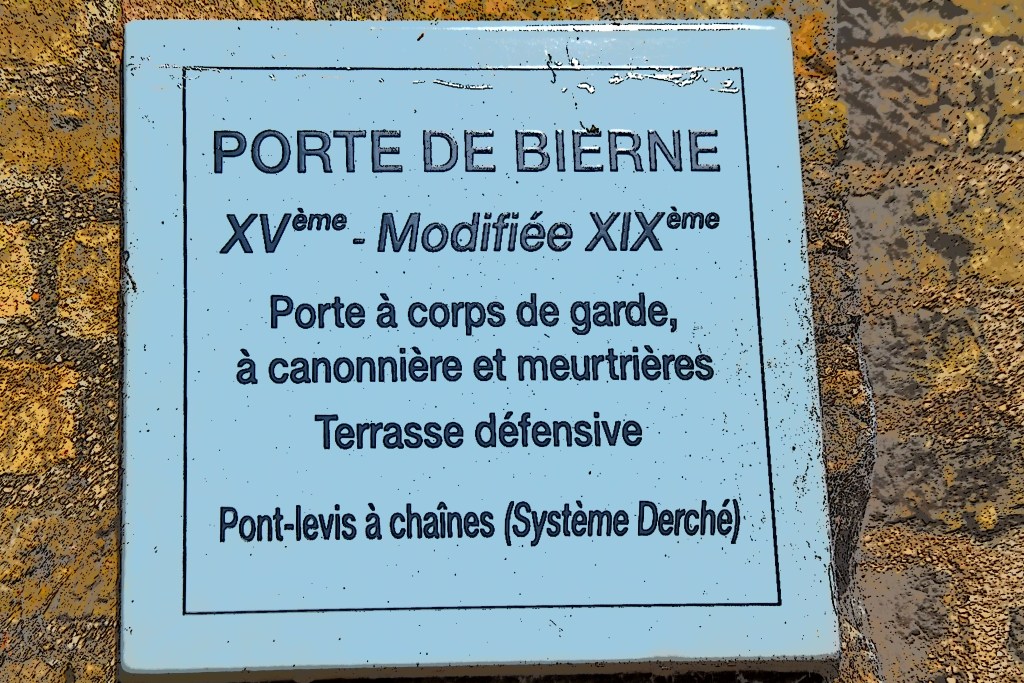 PORTE DE BIERNE
XVème - Modifiée XIXème
Porte à corps de garde,
à canonnière et meurtrières
Terrasse défensive
Pont-levis à chaînes (Système Derché)